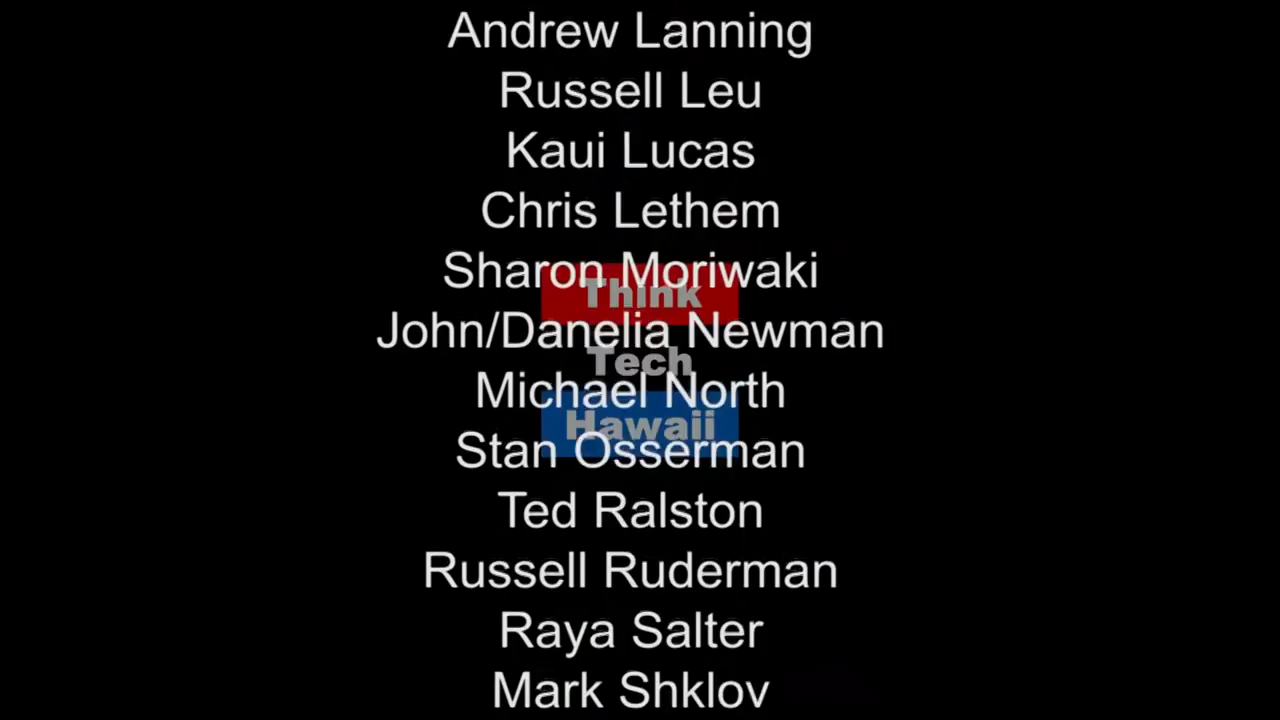 Andrew Lanning
Russell Leu
Kaui Lucas
Chris Lethem
Sharon Moriwaki
Think
John/Danelia Newman
Tech
Michael North
Hawaii
Stan Osserman
Ted Ralston
Russell Ruderman
Raya Salter
Mark Shklov